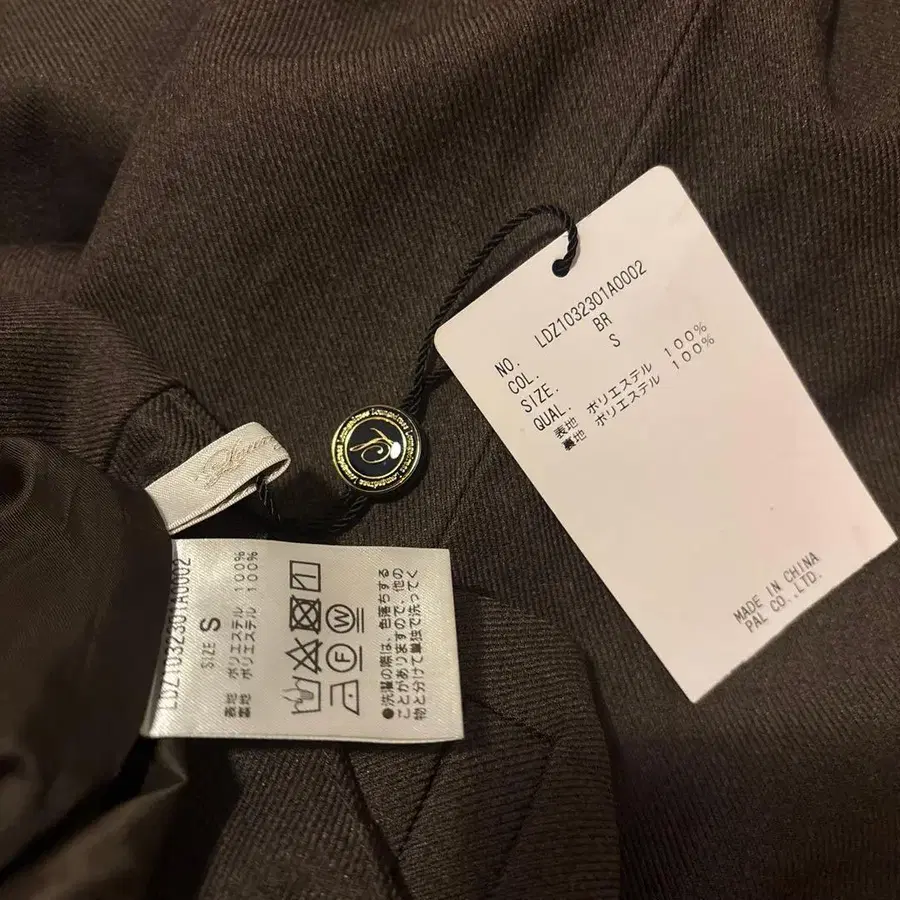 NO. LDZ1032301A0002
COL. BR
SIZE. S
QUAL.
表地 ポリエステル 100%
裏地 ポリエステル 100%
MADE IN CHINA
PAL CO.,LTD.
LDZ1032301A0002
SIZE S
表地 ポリエステル 100%
裏地 ポリエステル 100%
W
F
●洗濯の際は、色落ちする
ことがありますので、他の
物と分けて単独で洗ってく